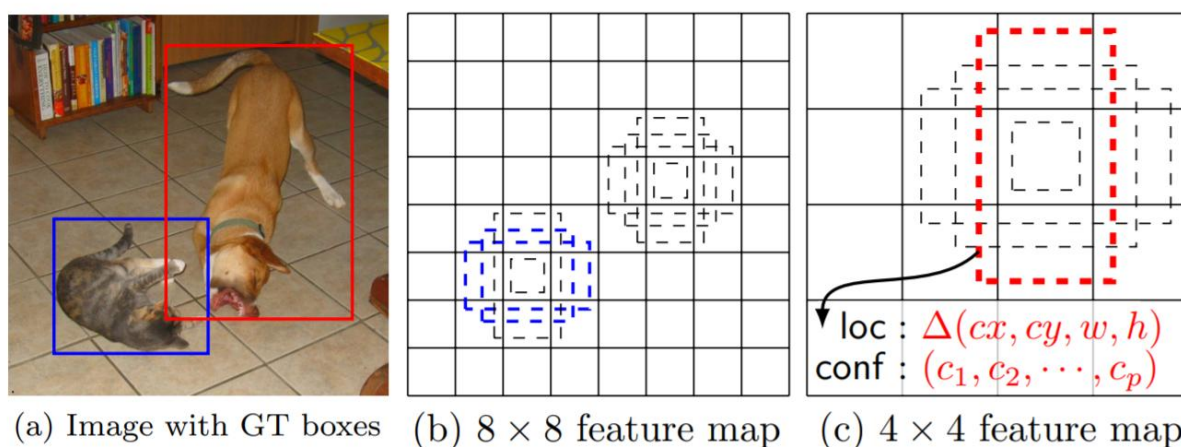 loc : Δ(cx, cy, w, h)
conf : (c₁, c₂, ⋯, cₚ)
(a) Image with GT boxes
(b) 8 × 8 feature map
(c) 4 × 4 feature map